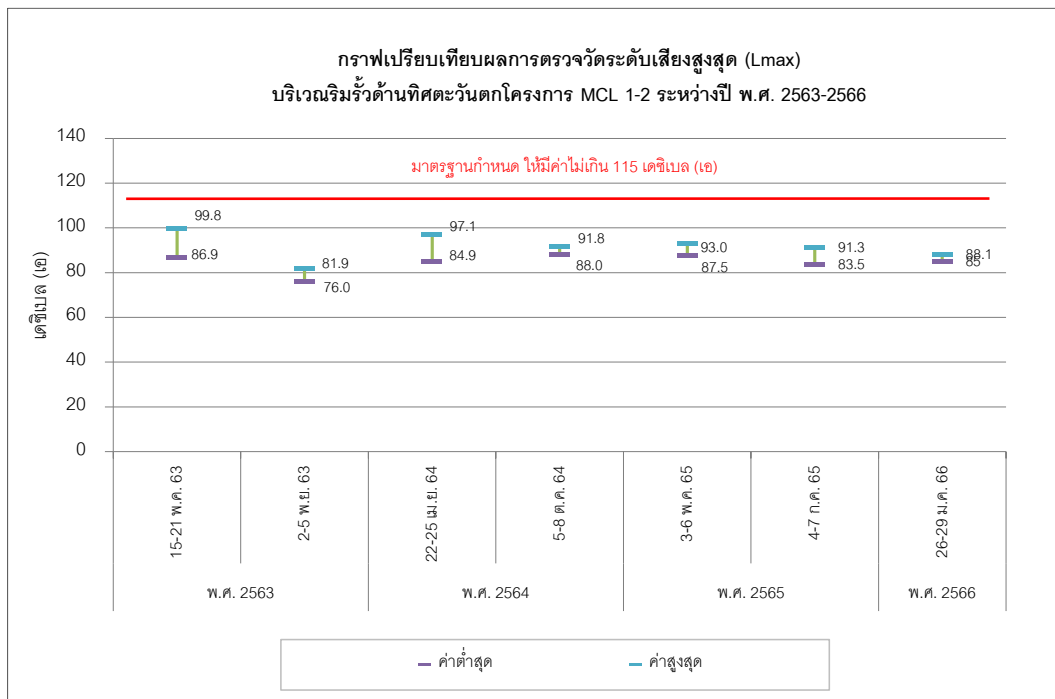 กราฟเปรียบเทียบผลการตรวจวัดระดับเสียงสูงสุด (Lmax)
บริเวณริมรั้วด้านทิศตะวันตกโครงการ MCL 1-2 ระหว่างปี พ.ศ. 2563-2566
เดซิเบล (เอ)
140
120
100
80
60
40
20
0
มาตรฐานกำหนด ให้มีค่าไม่เกิน 115 เดซิเบล (เอ)
99.8
86.9
81.9
76.0
97.1
84.9
91.8
88.0
93.0
87.5
91.3
83.5
88.1
85
15-21 พ.ค. 63
2-5 พ.ย. 63
22-25 เม.ย. 64
5-8 ต.ค. 64
3-6 พ.ค. 65
4-7 ก.ค. 65
26-29 ม.ค. 66
พ.ศ. 2563
พ.ศ. 2564
พ.ศ. 2565
พ.ศ. 2566
ค่าต่ำสุด
ค่าสูงสุด